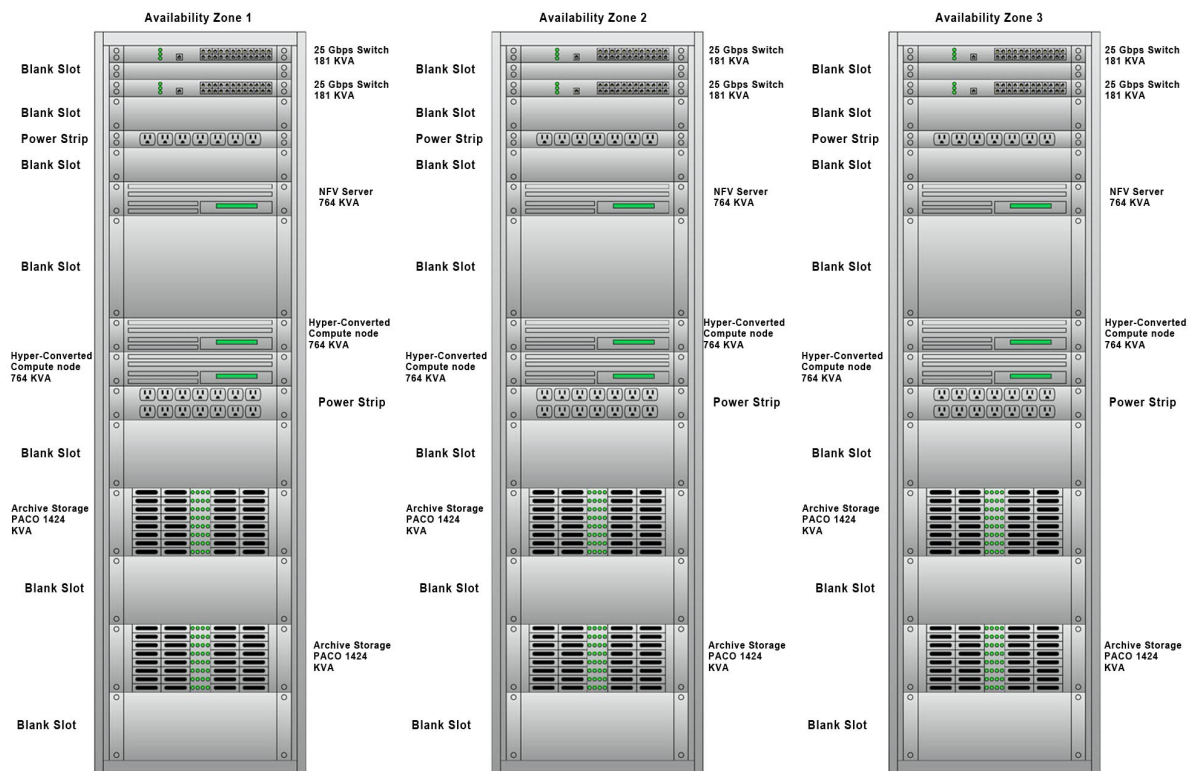 Availability Zone 1
Blank Slot
25 Gbps Switch
181 KVA
25 Gbps Switch
181 KVA
Blank Slot
Power Strip
Blank Slot
NFV Server
764 KVA
Blank Slot
Hyper-Converted
Compute node
764 KVA
Hyper-Converted
Compute node
764 KVA
Power Strip
Blank Slot
Archive Storage
PACO 1424
KVA
Blank Slot
Archive Storage
PACO 1424
KVA
Blank Slot
Availability Zone 2
Blank Slot
25 Gbps Switch
181 KVA
25 Gbps Switch
181 KVA
Blank Slot
Power Strip
Blank Slot
NFV Server
764 KVA
Blank Slot
Hyper-Converted
Compute node
764 KVA
Hyper-Converted
Compute node
764 KVA
Power Strip
Blank Slot
Archive Storage
PACO 1424
KVA
Blank Slot
Archive Storage
PACO 1424
KVA
Blank Slot
Availability Zone 3
Blank Slot
25 Gbps Switch
181 KVA
25 Gbps Switch
181 KVA
Blank Slot
Power Strip
Blank Slot
NFV Server
764 KVA
Blank Slot
Hyper-Converted
Compute node
764 KVA
Hyper-Converted
Compute node
764 KVA
Power Strip
Blank Slot
Archive Storage
PACO 1424
KVA
Blank Slot
Archive Storage
PACO 1424
KVA
Blank Slot